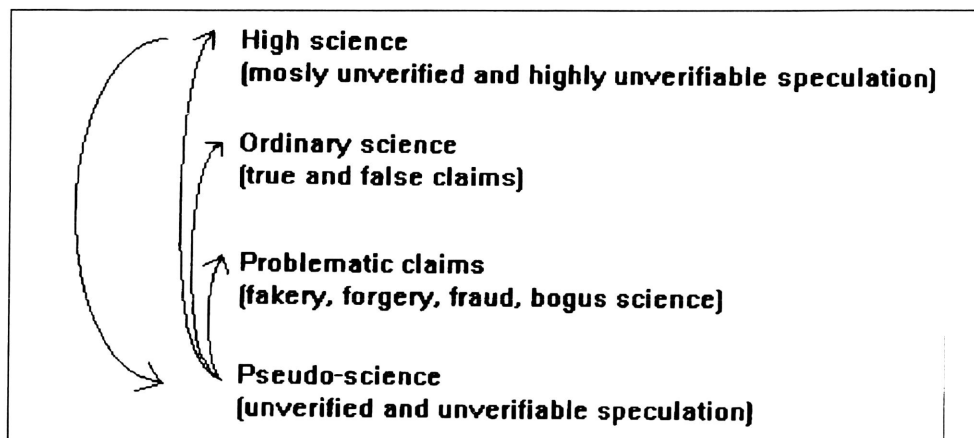 High science
(mosly unverified and highly unverifiable speculation)
Ordinary science
(true and false claims)
Problematic claims
(fakery, forgery, fraud, bogus science)
Pseudo-science
(unverified and unverifiable speculation)